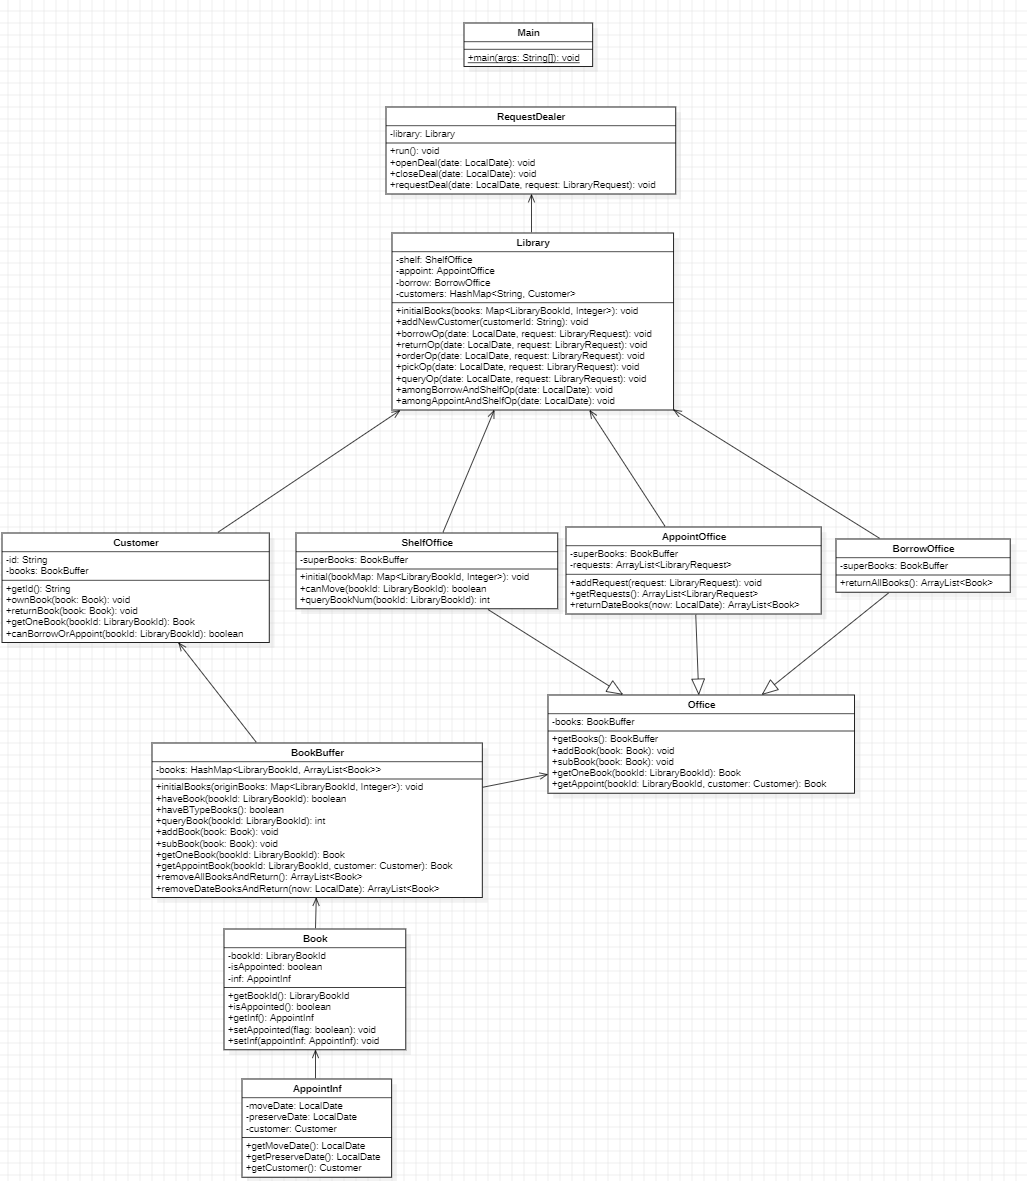 Main
+main(args: String[]): void
RequestDealer
-library: Library
+run(): void
+openDeal(date: LocalDate): void
+closeDeal(date: LocalDate): void
+requestDeal(date: LocalDate, request: LibraryRequest): void
Library
-shelf: ShelfOffice
-appoint: AppointOffice
-borrow: BorrowOffice
-customers: HashMap<String, Customer>
+initialBooks(books: Map<LibraryBookId, Integer>): void
+addNewCustomer(customerId: String): void
+borrowOp(date: LocalDate, request: LibraryRequest): void
+returnOp(date: LocalDate, request: LibraryRequest): void
+orderOp(date: LocalDate, request: LibraryRequest): void
+pickOp(date: LocalDate, request: LibraryRequest): void
+queryOp(date: LocalDate, request: LibraryRequest): void
+amongBorrowAndShelfOp(date: LocalDate): void
+amongAppointAndShelfOp(date: LocalDate): void
Customer
-id: String
-books: BookBuffer
+getId(): String
+ownBook(book: Book): void
+returnBook(book: Book): void
+getOneBook(bookId: LibraryBookId): Book
+canBorrowOrAppoint(bookId: LibraryBookId): boolean
ShelfOffice
-superBooks: BookBuffer
+initial(bookMap: Map<LibraryBookId, Integer>): void
+canMove(bookId: LibraryBookId): boolean
+queryBookNum(bookId: LibraryBookId): int
AppointOffice
-superBooks: BookBuffer
-requests: ArrayList<LibraryRequest>
+addRequest(request: LibraryRequest): void
+getRequests(): ArrayList<LibraryRequest>
+returnDateBooks(now: LocalDate): ArrayList<Book>
BorrowOffice
-superBooks: BookBuffer
+returnAllBooks(): ArrayList<Book>
Office
-books: BookBuffer
+getBooks(): BookBuffer
+addBook(book: Book): void
+subBook(book: Book): void
+getOneBook(bookId: LibraryBookId): Book
+getAppoint(bookId: LibraryBookId, customer: Customer): Book
BookBuffer
-books: HashMap<LibraryBookId, ArrayList<Book>>
+initialBooks(originBooks: Map<LibraryBookId, Integer>): void
+haveBook(bookId: LibraryBookId): boolean
+haveBTypeBooks(): boolean
+queryBook(bookId: LibraryBookId): int
+addBook(book: Book): void
+subBook(book: Book): void
+getOneBook(bookId: LibraryBookId): Book
+getAppointBook(bookId: LibraryBookId, customer: Customer): Book
+removeAllBooksAndReturn(): ArrayList<Book>
+removeDateBooksAndReturn(now: LocalDate): ArrayList<Book>
Book
-bookId: LibraryBookId
-isAppointed: boolean
-inf: AppointInf
+getBookId(): LibraryBookId
+isAppointed(): boolean
+getInf(): AppointInf
+setAppointed(flag: boolean): void
+setInf(appointInf: AppointInf): void
AppointInf
-moveDate: LocalDate
-preserveDate: LocalDate
-customer: Customer
+getMoveDate(): LocalDate
+getPreserveDate(): LocalDate
+getCustomer(): Customer